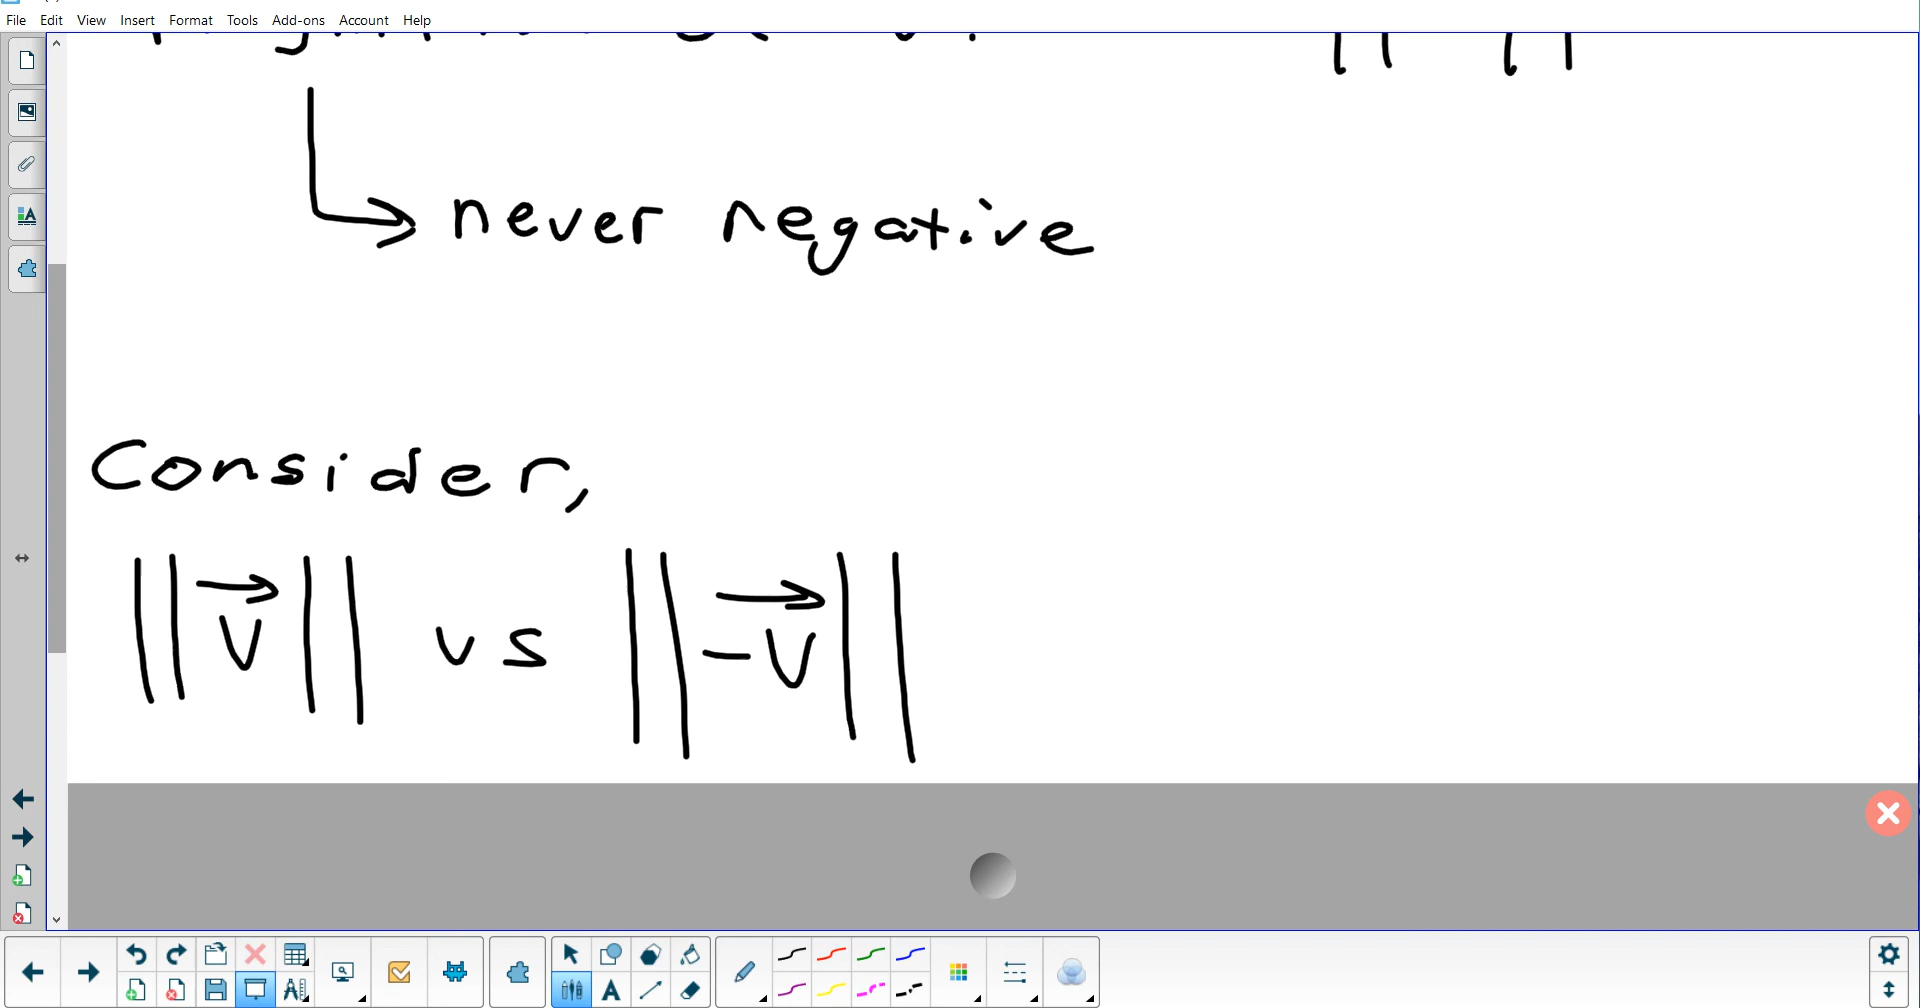 File Edit View Insert Format Tools Add-ons Account Help
never negative
Consider,
||v⃗|| vs ||-v⃗||